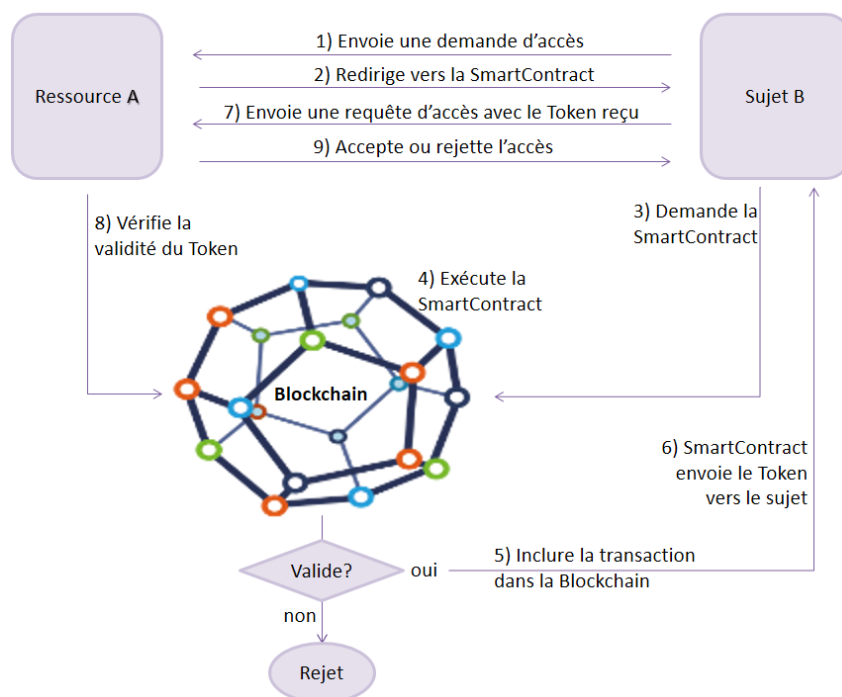 1) Envoie une demande d'accès
2) Redirige vers la SmartContract
Ressource A
Sujet B
7) Envoie une requête d'accès avec le Token reçu
9) Accepte ou rejette l'accès
8) Vérifie la
validité du Token
3) Demande la
SmartContract
4) Exécute la
SmartContract
Blockchain
6) SmartContract
envoie le Token
vers le sujet
Valide?
oui
5) Inclure la transaction
dans la Blockchain
non
Rejet